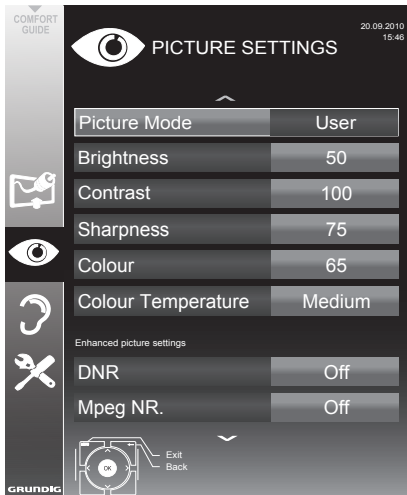 COMFORT
GUIDE
PICTURE SETTINGS
20.09.2010
15:46
Picture Mode User
Brightness 50
Contrast 100
Sharpness 75
Colour 65
Colour Temperature Medium
Enhanced picture settings
DNR Off
Mpeg NR. Off
Exit
Back
OK
GRUNDIG